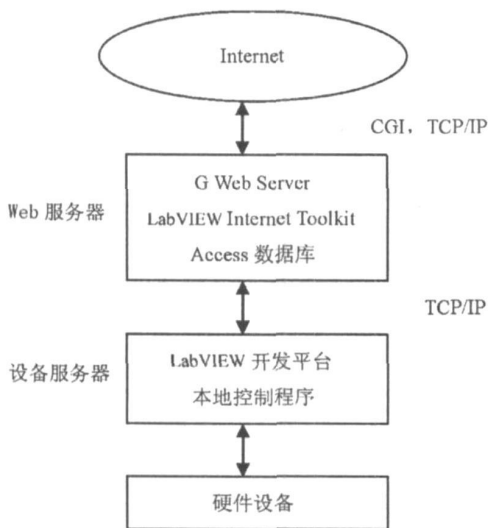 Internet
CGI，TCP/IP
Web 服务器
G Web Server
LabVIEW Internet Toolkit
Access 数据库
TCP/IP
设备服务器
LabVIEW 开发平台
本地控制程序
硬件设备